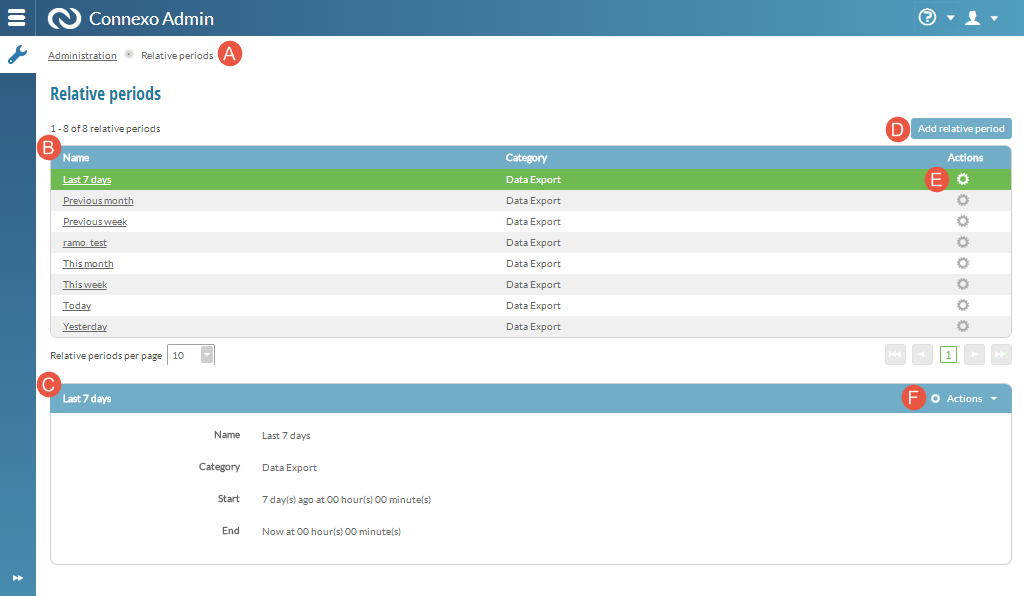 Connexo Admin
Administration Relative periods A
Relative periods
1 - 8 of 8 relative periods
D Add relative period
B
Name Category Actions
Last 7 days Data Export E
Previous month Data Export
Previous week Data Export
ramo_test Data Export
This month Data Export
This week Data Export
Today Data Export
Yesterday Data Export
Relative periods per page 10 1
C
Last 7 days F Actions
Name Last 7 days
Category Data Export
Start 7 day(s) ago at 00 hour(s) 00 minute(s)
End Now at 00 hour(s) 00 minute(s)